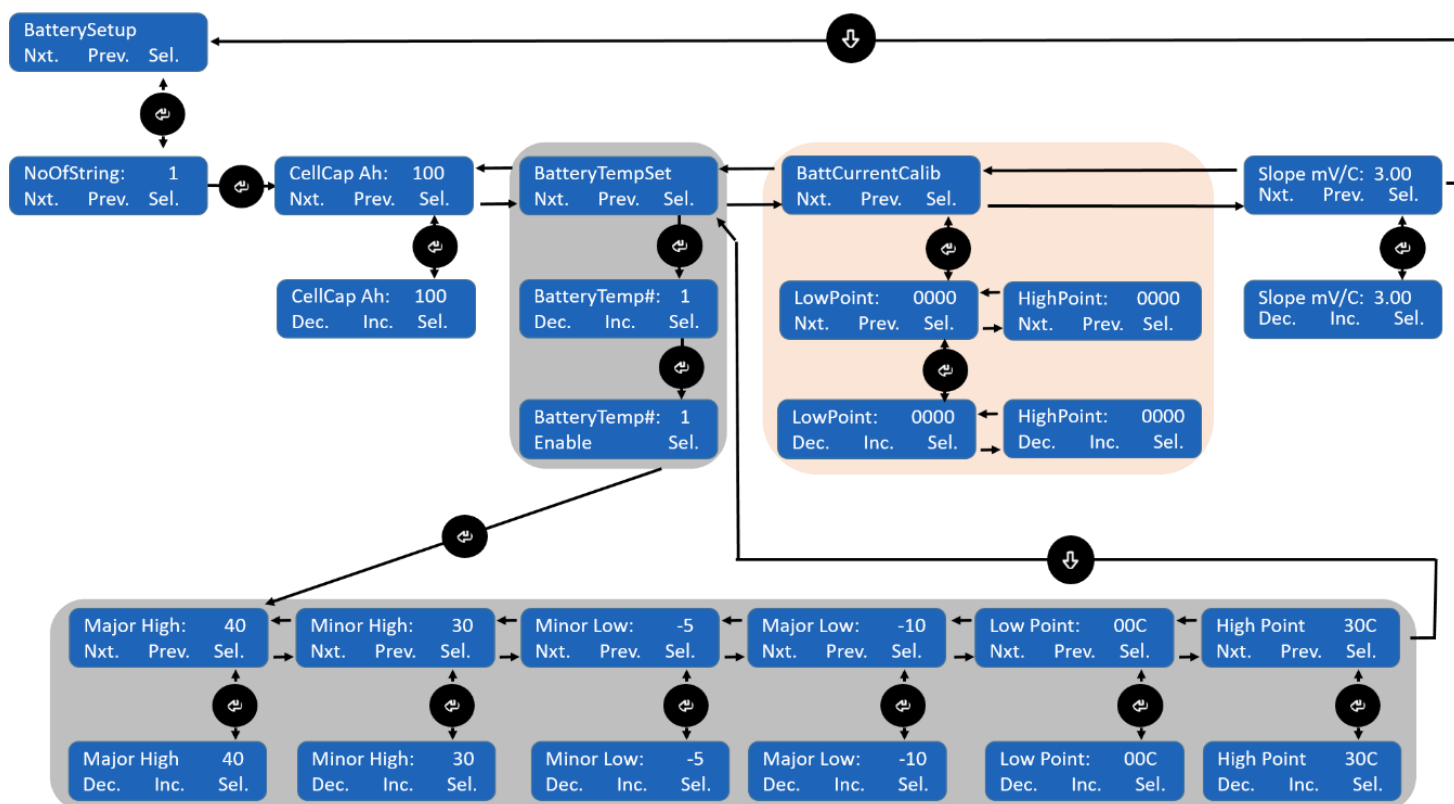 BatterySetup
Nxt. Prev. Sel.
NoOfString: 1
Nxt. Prev. Sel.
CellCap Ah: 100
Nxt. Prev. Sel.
BatteryTempSet
Nxt. Prev. Sel.
BattCurrentCalib
Nxt. Prev. Sel.
Slope mV/C: 3.00
Nxt. Prev. Sel.
CellCap Ah: 100
Dec. Inc. Sel.
BatteryTemp#: 1
Dec. Inc. Sel.
LowPoint: 0000
Nxt. Prev. Sel.
HighPoint: 0000
Nxt. Prev. Sel.
Slope mV/C: 3.00
Dec. Inc. Sel.
BatteryTemp#: 1
Enable Sel.
LowPoint: 0000
Dec. Inc. Sel.
HighPoint: 0000
Dec. Inc. Sel.
Major High: 40
Nxt. Prev. Sel.
Minor High: 30
Nxt. Prev. Sel.
Minor Low: -5
Nxt. Prev. Sel.
Major Low: -10
Nxt. Prev. Sel.
Low Point: 00C
Nxt. Prev. Sel.
High Point 30C
Nxt. Prev. Sel.
Major High 40
Dec. Inc. Sel.
Minor High: 30
Dec. Inc. Sel.
Minor Low: -5
Dec. Inc. Sel.
Major Low: -10
Dec. Inc. Sel.
Low Point: 00C
Dec. Inc. Sel.
High Point 30C
Dec. Inc. Sel.